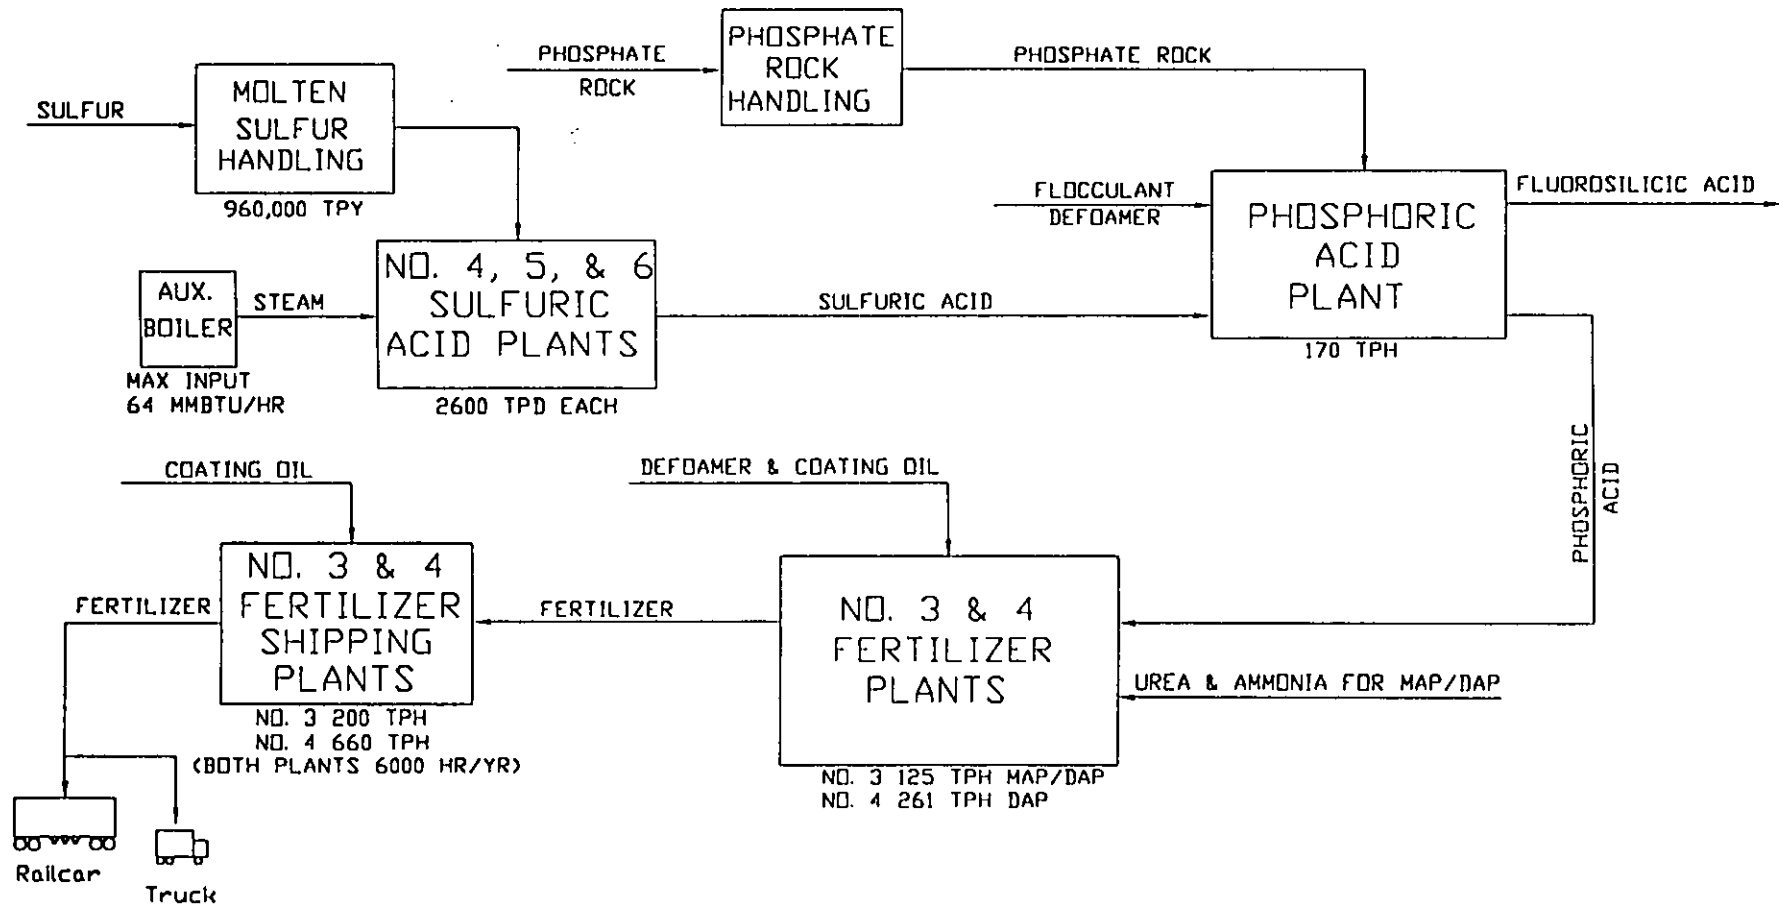 PHOSPHATE
ROCK
HANDLING
PHOSPHATE
ROCK
PHOSPHATE ROCK
SULFUR
MOLTEN
SULFUR
HANDLING
960,000 TPY
FLOCCULANT
DEFOAMER
PHOSPHORIC
ACID
PLANT
170 TPH
FLUOROSILICIC ACID
AUX.
BOILER
MAX INPUT
64 MMBTU/HR
STEAM
NO. 4, 5, & 6
SULFURIC
ACID PLANTS
2600 TPD EACH
SULFURIC ACID
PHOSPHORIC
ACID
COATING OIL
DEFOAMER & COATING OIL
NO. 3 & 4
FERTILIZER
SHIPPING
PLANTS
NO. 3 200 TPH
NO. 4 660 TPH
(BOTH PLANTS 6000 HR/YR)
FERTILIZER
FERTILIZER
NO. 3 & 4
FERTILIZER
PLANTS
NO. 3 125 TPH MAP/DAP
NO. 4 261 TPH DAP
UREA & AMMONIA FOR MAP/DAP
Railcar
Truck